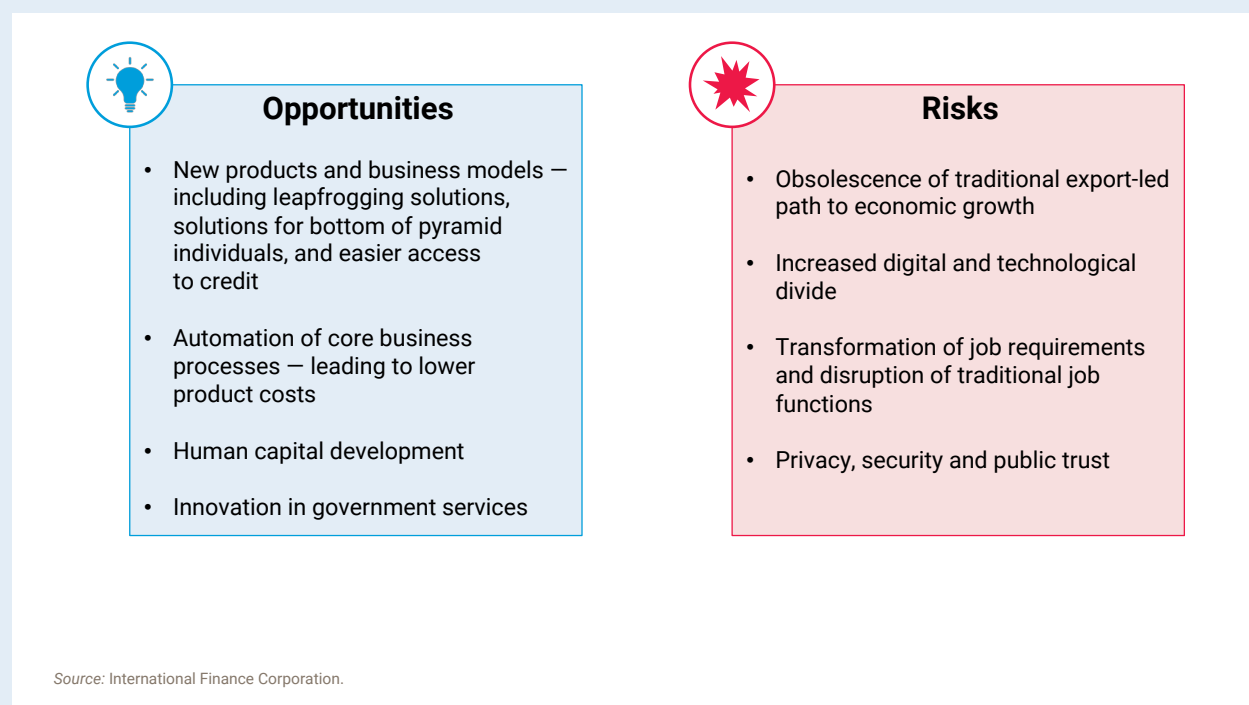 Opportunities
• New products and business models —
including leapfrogging solutions,
solutions for bottom of pyramid
individuals, and easier access
to credit
• Automation of core business
processes — leading to lower
product costs
• Human capital development
• Innovation in government services
Risks
• Obsolescence of traditional export-led
path to economic growth
• Increased digital and technological
divide
• Transformation of job requirements
and disruption of traditional job
functions
• Privacy, security and public trust
Source: International Finance Corporation.